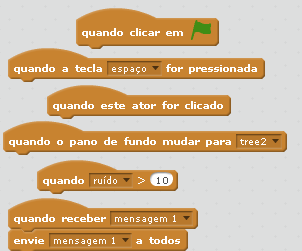 quando clicar em
quando a tecla espaço for pressionada
quando este ator for clicado
quando o pano de fundo mudar para tree2
quando ruído > 10
quando receber mensagem 1
envie mensagem 1 a todos